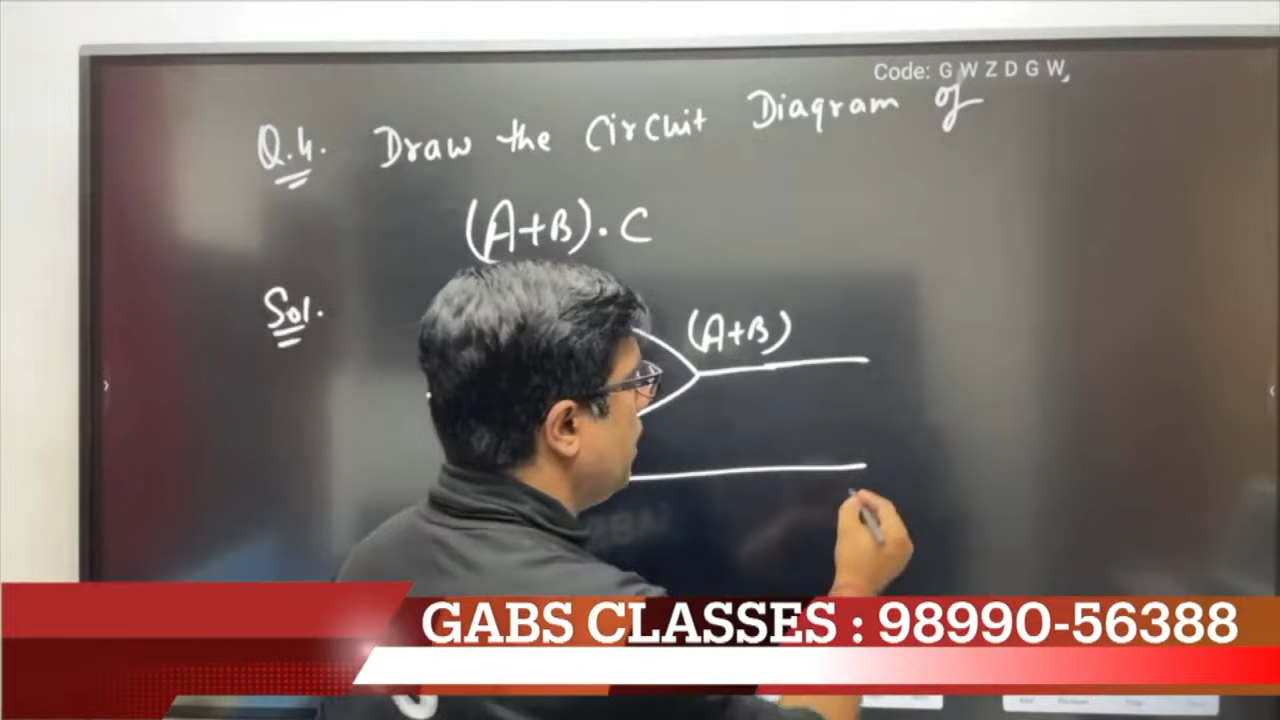 Code: G W Z D G W,
Q.4. Draw the Circuit Diagram of
(A+B).C
Sol.
(A+B)
GABS CLASSES : 98990-56388